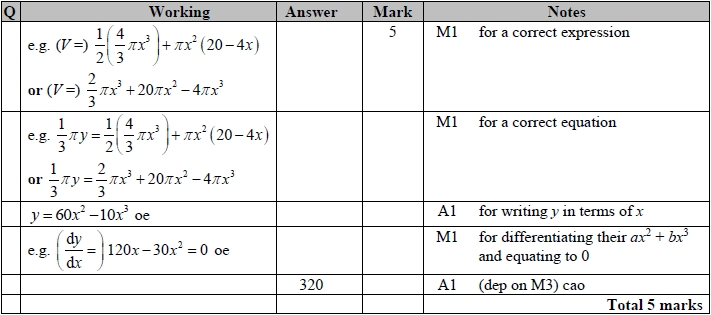 Q Working Answer Mark Notes
e.g. (V =) 1/2(4/3 πx³) + πx²(20 – 4x) 5 M1 for a correct expression
or (V =) 2/3 πx³ + 20πx² – 4πx³
e.g. 1/3 πy = 1/2(4/3 πx³) + πx²(20 – 4x) M1 for a correct equation
or 1/3 πy = 2/3 πx³ + 20πx² – 4πx³
y = 60x² – 10x³ oe A1 for writing y in terms of x
e.g. (dy/dx =) 120x – 30x² = 0 oe M1 for differentiating their ax² + bx³
and equating to 0
320 A1 (dep on M3) cao
Total 5 marks